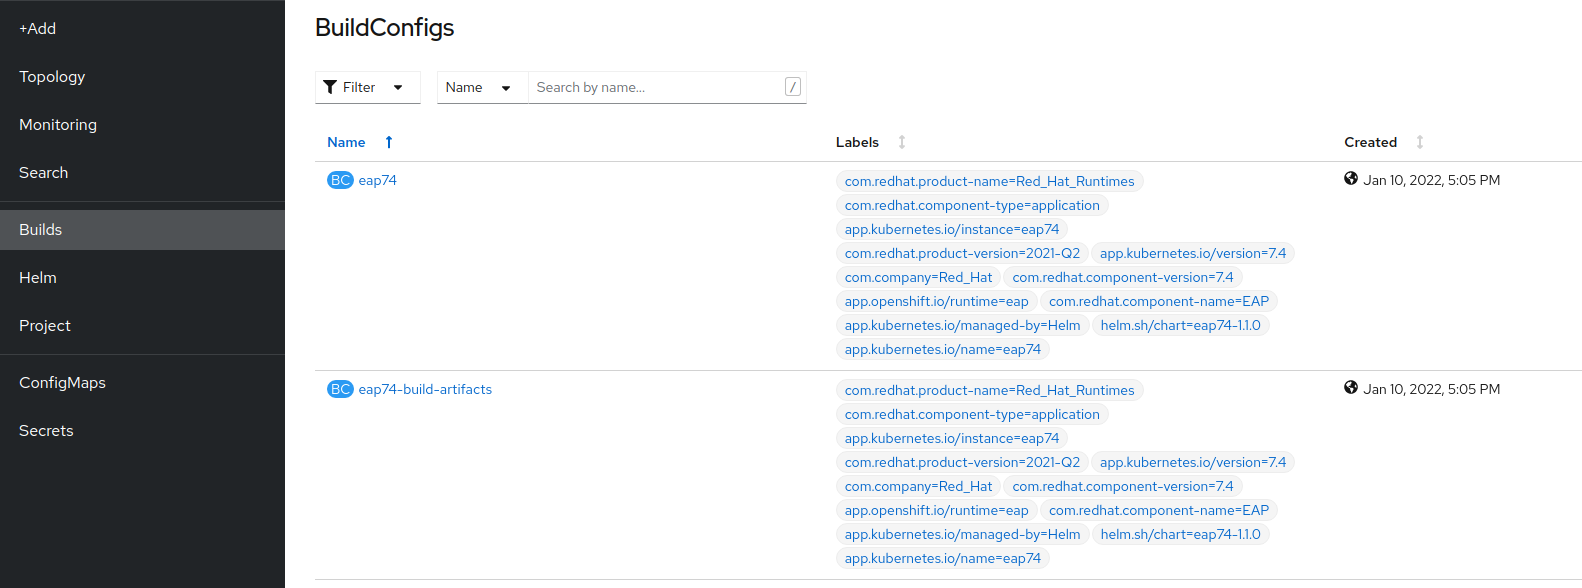 +Add
Topology
Monitoring
Search
Builds
Helm
Project
ConfigMaps
Secrets
BuildConfigs
Filter Name Search by name... /
Name Labels Created
BC eap74 com.redhat.product-name=Red_Hat_Runtimes Jan 10, 2022, 5:05 PM
com.redhat.component-type=application
app.kubernetes.io/instance=eap74
com.redhat.product-version=2021-Q2 app.kubernetes.io/version=7.4
com.company=Red_Hat com.redhat.component-version=7.4
app.openshift.io/runtime=eap com.redhat.component-name=EAP
app.kubernetes.io/managed-by=Helm helm.sh/chart=eap74-1.1.0
app.kubernetes.io/name=eap74
BC eap74-build-artifacts com.redhat.product-name=Red_Hat_Runtimes Jan 10, 2022, 5:05 PM
com.redhat.component-type=application
app.kubernetes.io/instance=eap74
com.redhat.product-version=2021-Q2 app.kubernetes.io/version=7.4
com.company=Red_Hat com.redhat.component-version=7.4
app.openshift.io/runtime=eap com.redhat.component-name=EAP
app.kubernetes.io/managed-by=Helm helm.sh/chart=eap74-1.1.0
app.kubernetes.io/name=eap74